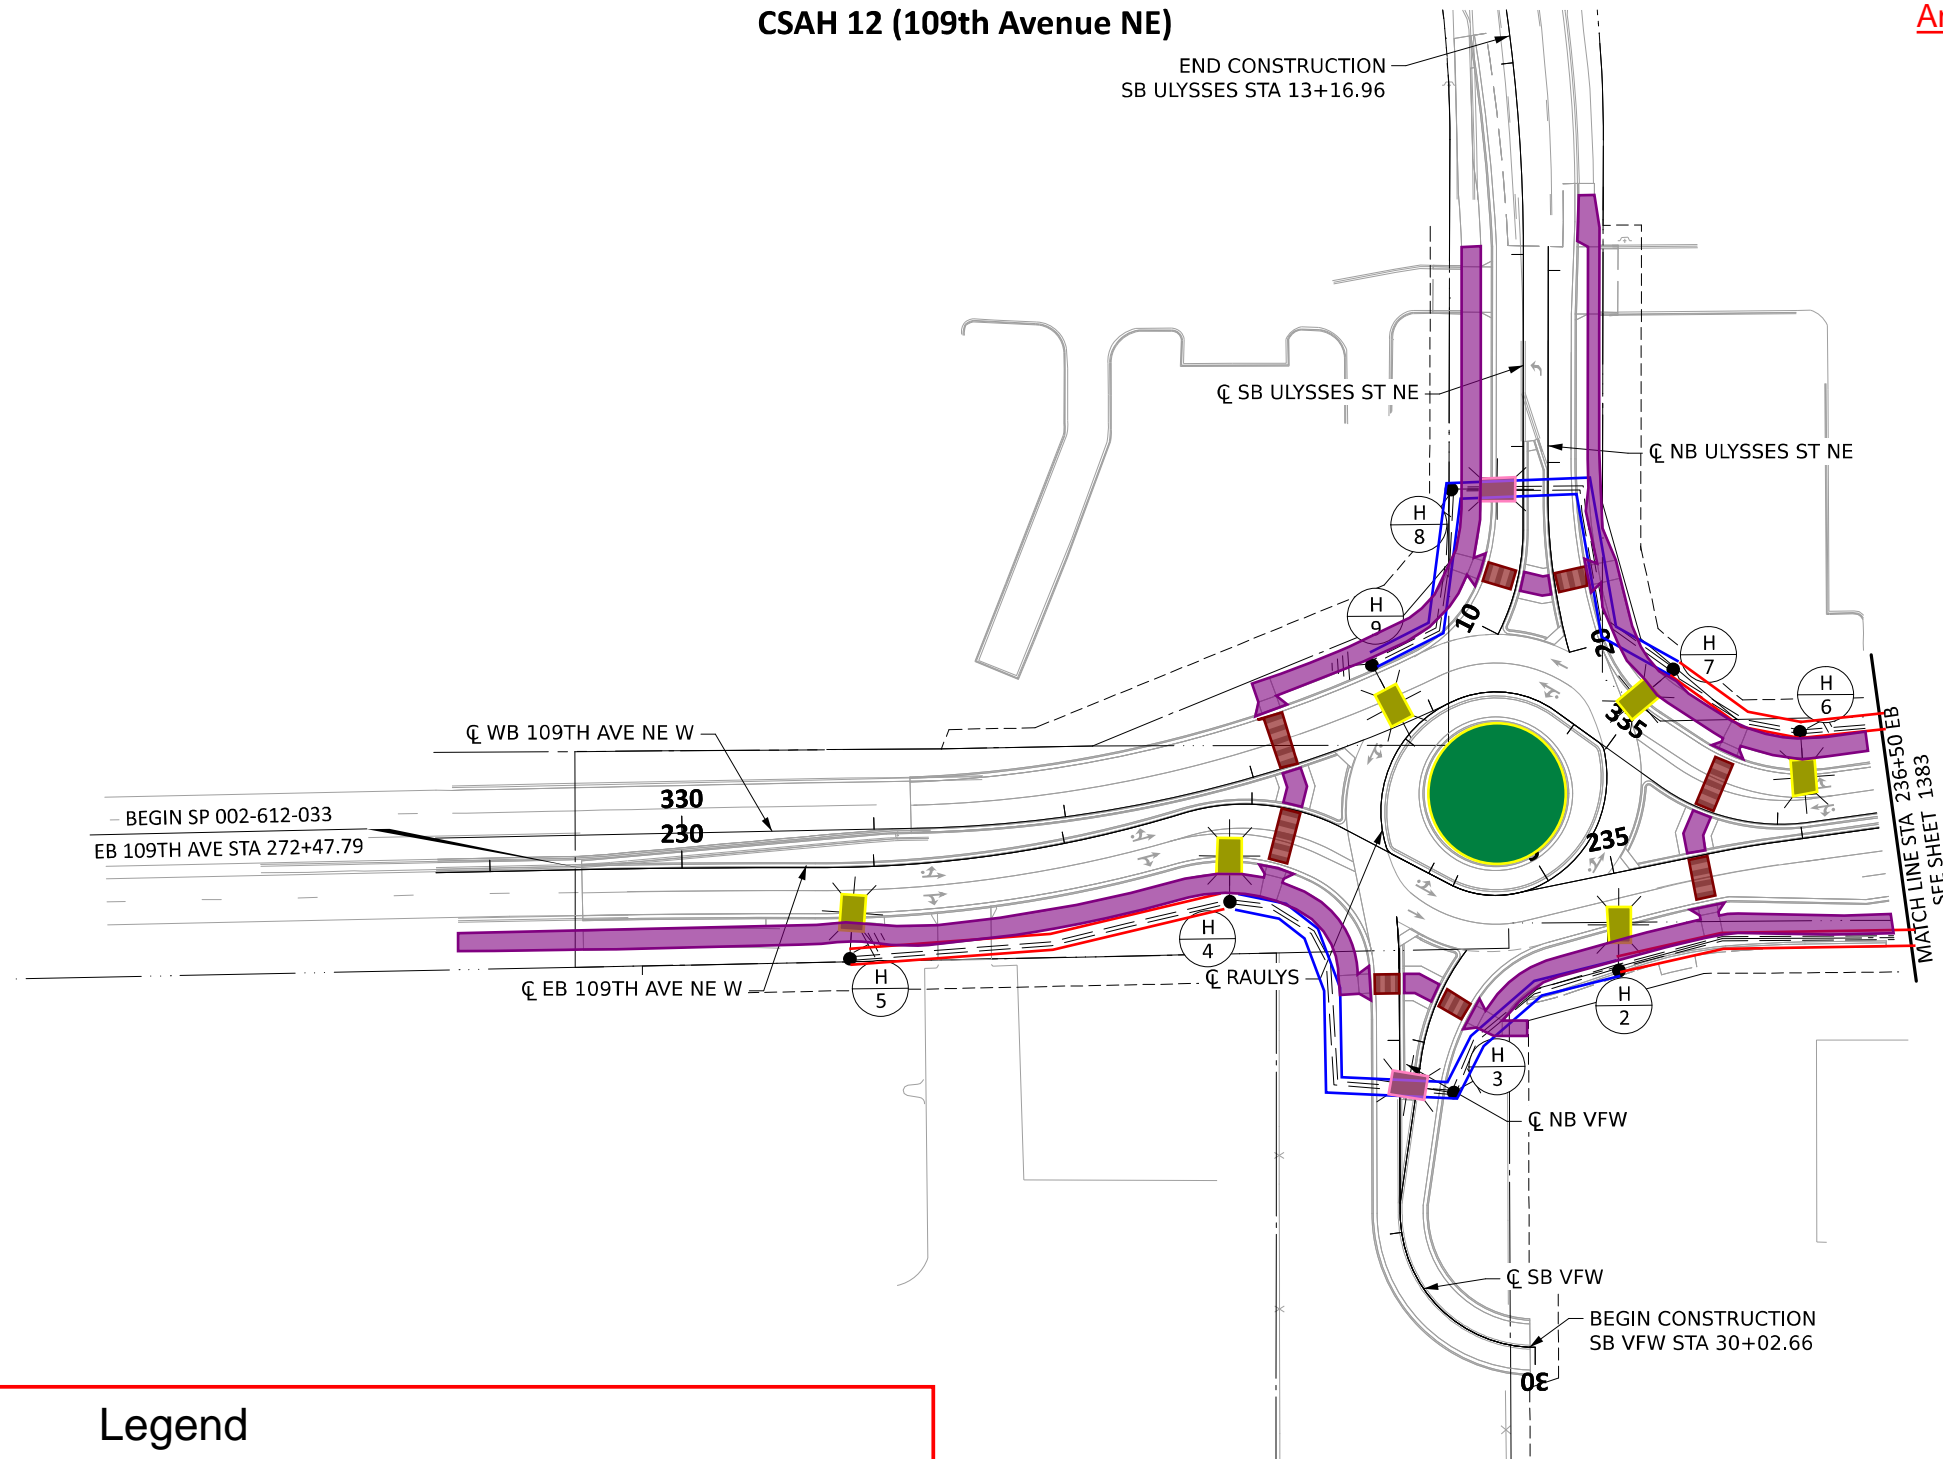 CSAH 12 (109th Avenue NE)
END CONSTRUCTION
SB ULYSSES STA 13+16.96
℄ SB ULYSSES ST NE
℄ NB ULYSSES ST NE
H
8
H
9
10
20
H
7
H
6
335
℄ WB 109TH AVE NE W
330
230
BEGIN SP 002-612-033
EB 109TH AVE STA 272+47.79
235
MATCH LINE STA 236+50 EB
SEE SHEET 1383
H
4
H
5
℄ EB 109TH AVE NE W
℄ RAULYS
H
2
H
3
℄ NB VFW
℄ SB VFW
BEGIN CONSTRUCTION
SB VFW STA 30+02.66
30
Legend